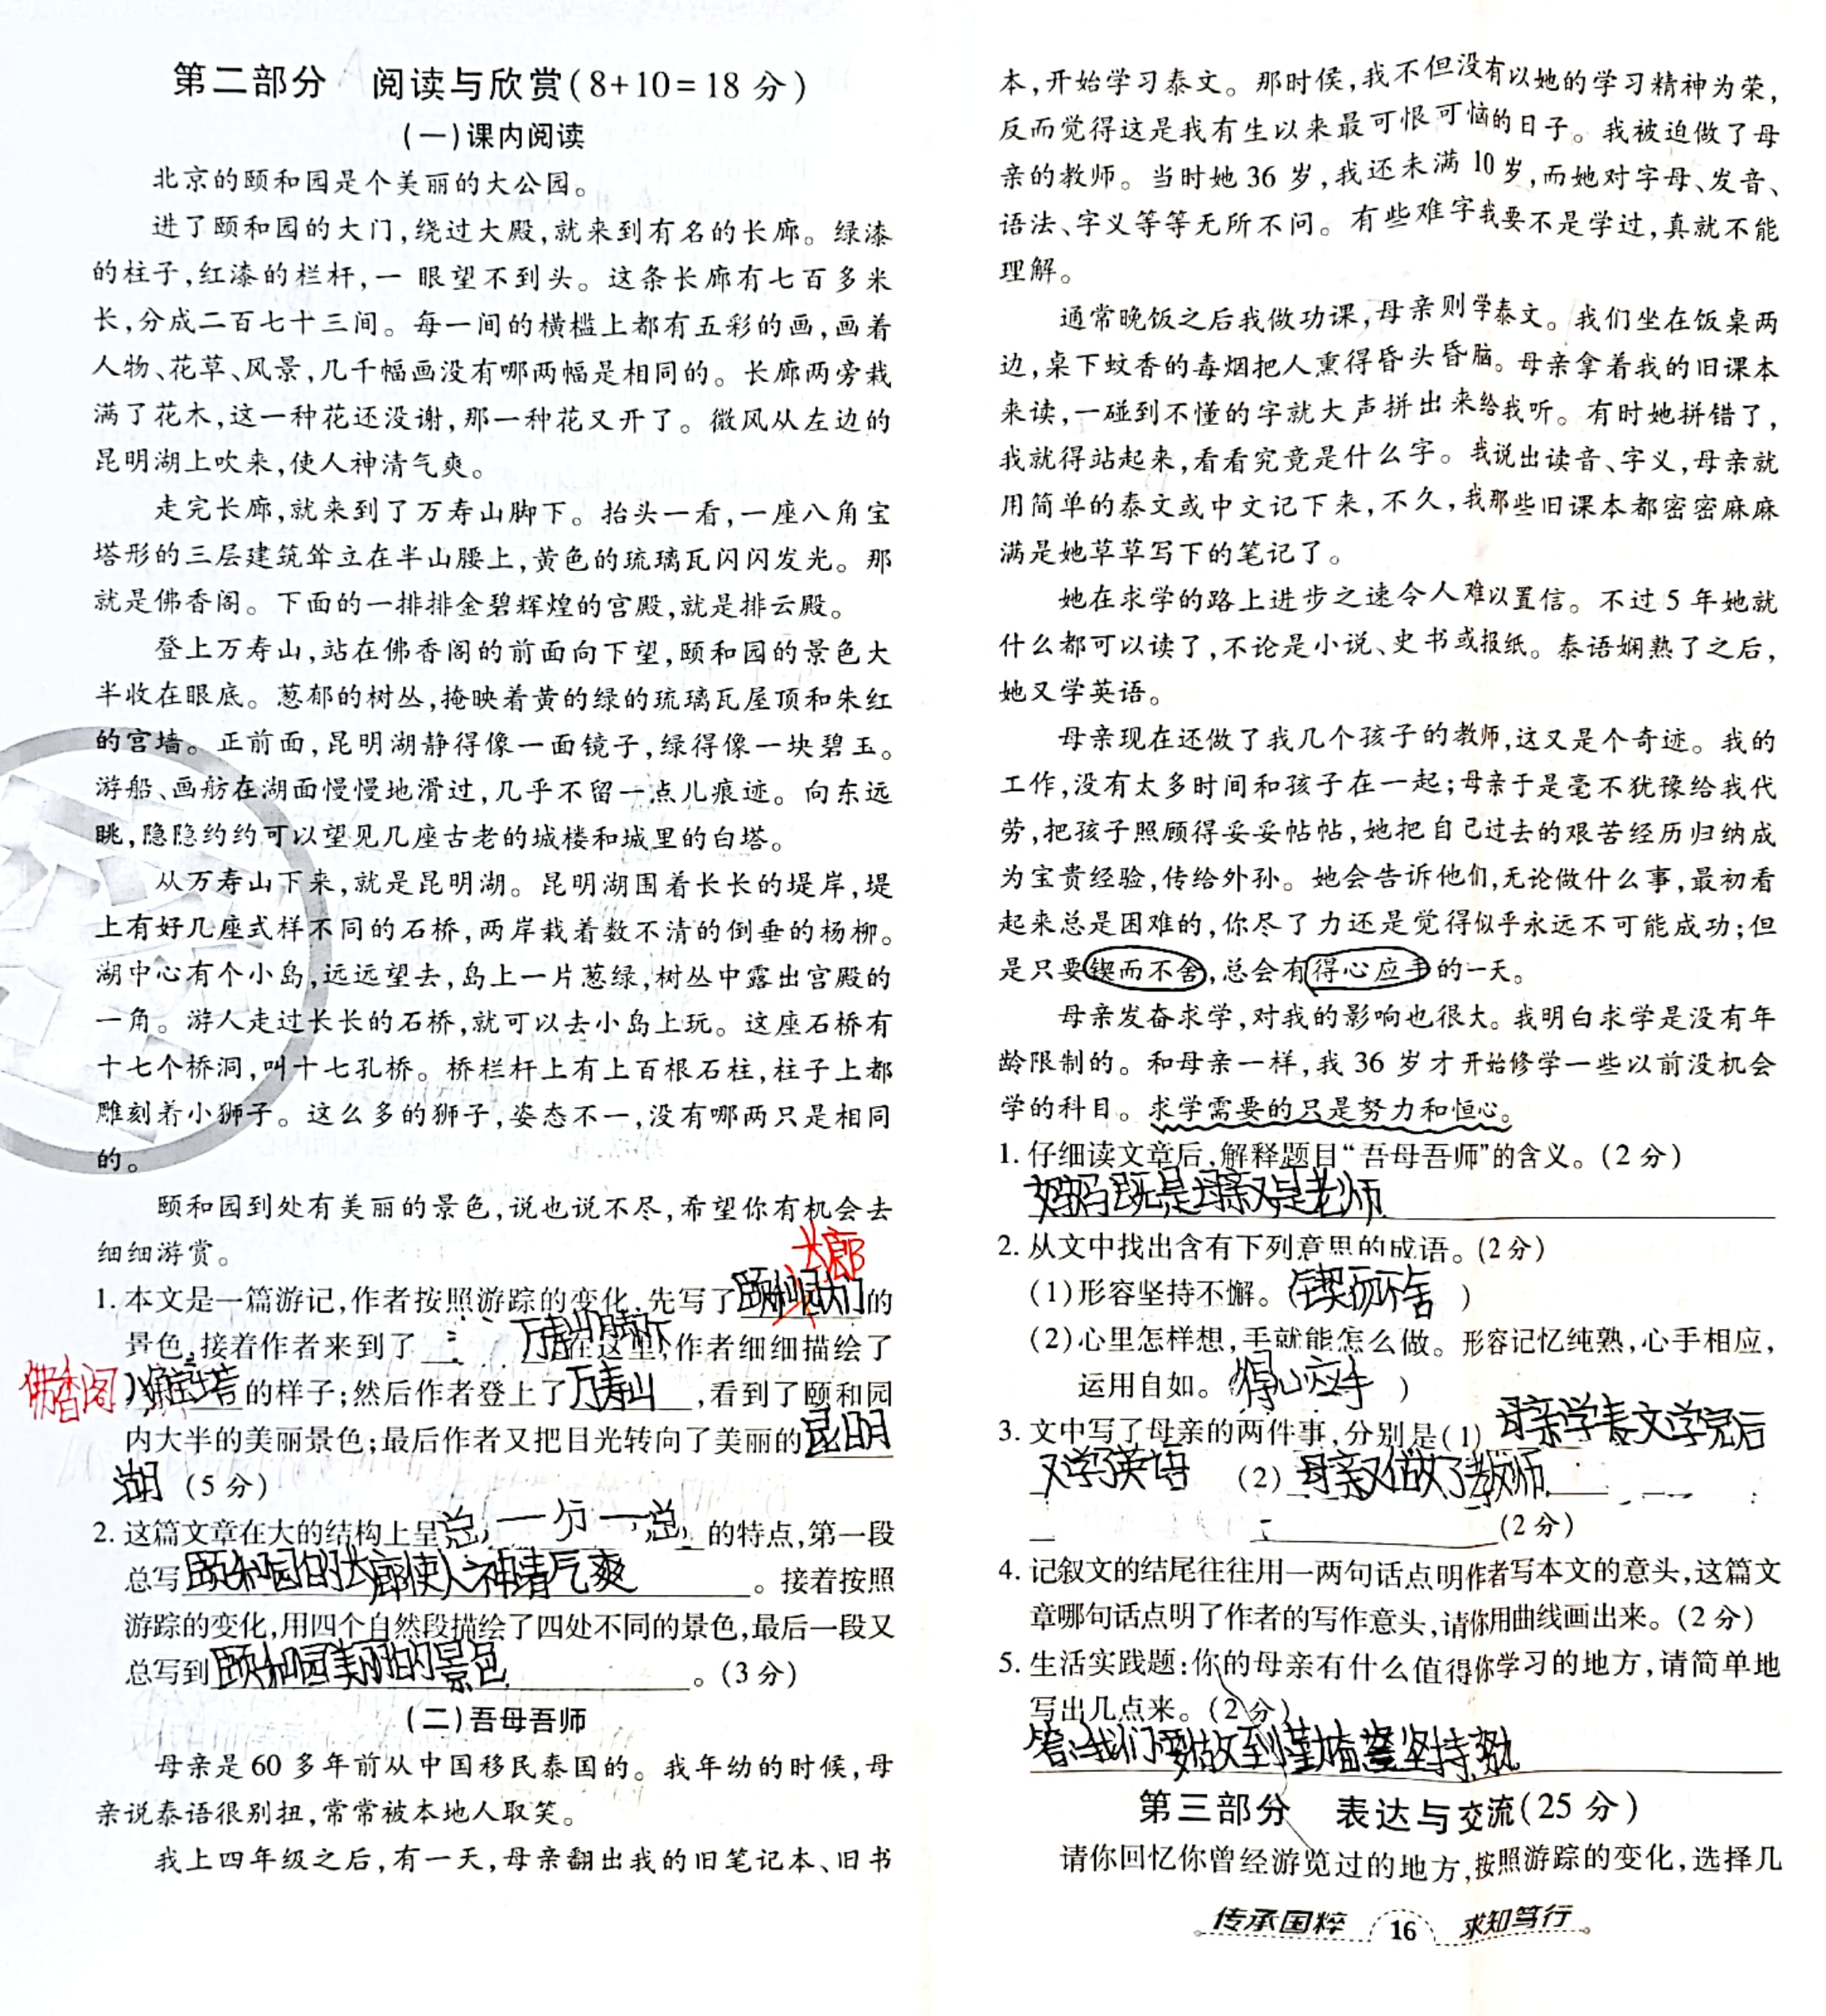 第二部分 阅读与欣赏(8+10=18分)
(一)课内阅读
北京的颐和园是个美丽的大公园。
进了颐和园的大门,绕过大殿,就来到有名的长廊。绿漆
的柱子,红漆的栏杆,一眼望不到头。这条长廊有七百多米
长,分成二百七十三间。每一间的横槛上都有五彩的画,画着
人物、花草、风景,几千幅画没有哪两幅是相同的。长廊两旁栽
满了花木,这一种花还没谢,那一种花又开了。微风从左边的
昆明湖上吹来,使人神清气爽。
走完长廊,就来到了万寿山脚下。抬头一看,一座八角宝
塔形的三层建筑耸立在半山腰上,黄色的琉璃瓦闪闪发光。那
就是佛香阁。下面的一排排金碧辉煌的宫殿,就是排云殿。
登上万寿山,站在佛香阁的前面向下望,颐和园的景色大
半收在眼底。葱郁的树丛,掩映着黄的绿的琉璃瓦屋顶和朱红
的宫墙。正前面,昆明湖静得像一面镜子,绿得像一块碧玉。
游船、画舫在湖面慢慢地滑过,几乎不留一点儿痕迹。向东远
眺,隐隐约约可以望见几座古老的城楼和城里的白塔。
从万寿山下来,就是昆明湖。昆明湖围着长长的堤岸,堤
上有好几座式样不同的石桥,两岸栽着数不清的倒垂的杨柳。
湖中心有个小岛,远远望去,岛上一片葱绿,树丛中露出宫殿的
一角。游人走过长长的石桥,就可以去小岛上玩。这座石桥有
十七个桥洞,叫十七孔桥。桥栏杆上有上百根石柱,柱子上都
雕刻着小狮子。这么多的狮子,姿态不一,没有哪两只是相同
的。
颐和园到处有美丽的景色,说也说不尽,希望你有机会去
细细游赏。
长廊
1. 本文是一篇游记,作者按照游踪的变化,先写了颐和园大门的
景色,接着作者来到了万寿山脚下在这里,作者细细描绘了
佛香阁 八角宝塔的样子;然后作者登上了万寿山,看到了颐和园
内大半的美丽景色;最后作者又把目光转向了美丽的昆明
湖 (5分)
2. 这篇文章在大的结构上呈总一分一总的特点,第一段
总写颐和园的长廊使人神清气爽。接着按照
游踪的变化,用四个自然段描绘了四处不同的景色,最后一段又
总写到颐和园美丽的景色。(3分)
(二)吾母吾师
母亲是60多年前从中国移民泰国的。我年幼的时候,母
亲说泰语很别扭,常常被本地人取笑。
我上四年级之后,有一天,母亲翻出我的旧笔记本、旧书
本,开始学习泰文。那时侯,我不但没有以她的学习精神为荣,
反而觉得这是我有生以来最可恨可恼的日子。我被迫做了母
亲的教师。当时她36岁,我还未满10岁,而她对字母、发音、
语法、字义等等无所不问。有些难字我要不是学过,真就不能
理解。
通常晚饭之后我做功课,母亲则学泰文。我们坐在饭桌两
边,桌下蚊香的毒烟把人熏得昏头昏脑。母亲拿着我的旧课本
来读,一碰到不懂的字就大声拼出来给我听。有时她拼错了,
我就得站起来,看看究竟是什么字。我说出读音、字义,母亲就
用简单的泰文或中文记下来,不久,我那些旧课本都密密麻麻
满是她草草写下的笔记了。
她在求学的路上进步之速令人难以置信。不过5年她就
什么都可以读了,不论是小说、史书或报纸。泰语娴熟了之后,
她又学英语。
母亲现在还做了我几个孩子的教师,这又是个奇迹。我的
工作,没有太多时间和孩子在一起;母亲于是毫不犹豫给我代
劳,把孩子照顾得妥妥帖帖,她把自己过去的艰苦经历归纳成
为宝贵经验,传给外孙。她会告诉他们,无论做什么事,最初看
起来总是困难的,你尽了力还是觉得似乎永远不可能成功;但
是只要锲而不舍,总会有得心应手的一天。
母亲发奋求学,对我的影响也很大。我明白求学是没有年
龄限制的。和母亲一样,我36岁才开始修学一些以前没机会
学的科目。求学需要的只是努力和恒心。
1. 仔细读文章后,解释题目“吾母吾师”的含义。(2分)
妈妈既是母亲又是老师
2. 从文中找出含有下列意思的成语。(2分)
(1)形容坚持不懈。(锲而不舍)
(2)心里怎样想,手就能怎么做。形容记忆纯熟,心手相应,
运用自如。(得心应手)
3. 文中写了母亲的两件事,分别是(1)母亲学泰文学完后
又学了英语 (2)母亲又做了教师
(2分)
4. 记叙文的结尾往往用一两句话点明作者写本文的意头,这篇文
章哪句话点明了作者的写作意头,请你用曲线画出来。(2分)
5. 生活实践题:你的母亲有什么值得你学习的地方,请简单地
写出几点来。(2分)
答:我们要做到勤奋坚持
第三部分 表达与交流(25分)
请你回忆你曾经游览过的地方,按照游踪的变化,选择几
传承国粹 16 求知笃行